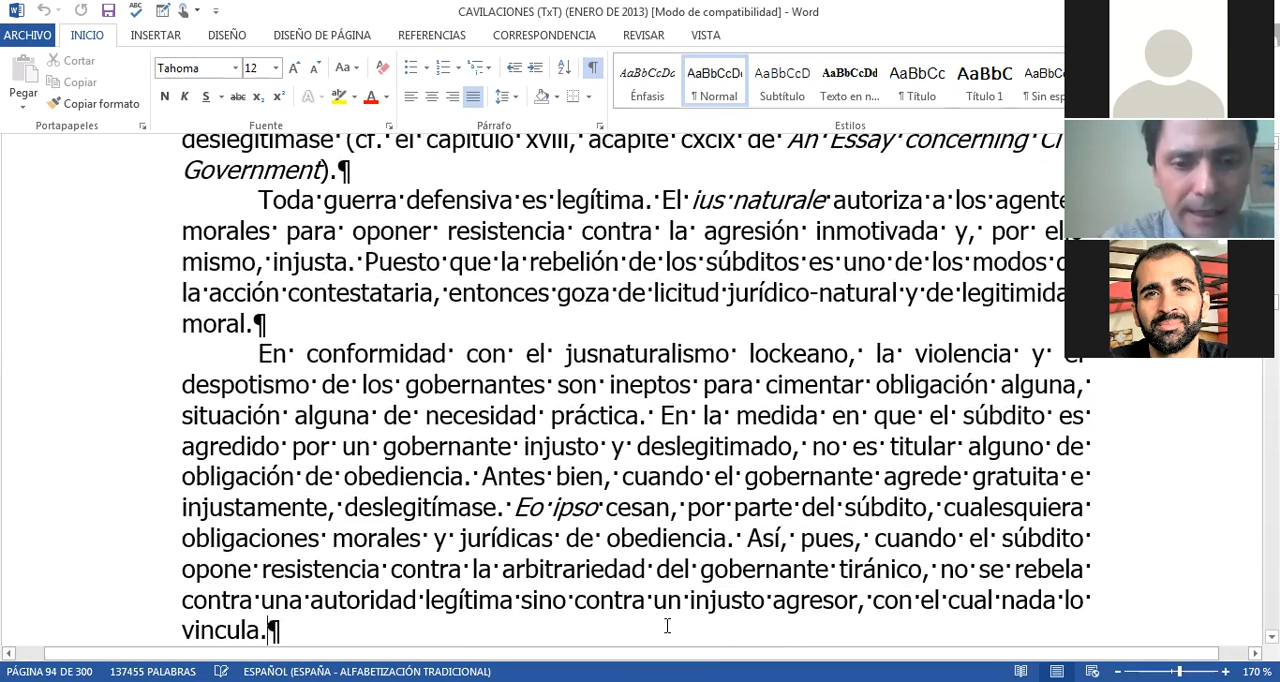 CAVILACIONES (TxT) (ENERO DE 2013) [Modo de compatibilidad] - Word
ARCHIVO INICIO INSERTAR DISEÑO DISEÑO DE PÁGINA REFERENCIAS CORRESPONDENCIA REVISAR VISTA
Pegar
Cortar
Copiar
Copiar formato
Portapapeles
Tahoma 12
N K S abc x₂ x²
Fuente
Párrafo
AaBbCcDc AaBbCcDc AaBbCcD AaBbCcDd AaBbCc AaBbC AaBbCc
Énfasis ¶ Normal Subtítulo Texto en n... ¶ Título Título 1 ¶ Sin esp
Estilos
deslegitímase (cf. el capítulo xviii, acápite cxcix de An Essay concerning
Government).¶
Toda guerra defensiva es legítima. El ius naturale autoriza a los agente
morales para oponer resistencia contra la agresión inmotivada y, por
mismo, injusta. Puesto que la rebelión de los súbditos es uno de los modos
la acción contestataria, entonces goza de licitud jurídico-natural y de legitimida
moral.¶
En conformidad con el jusnaturalismo lockeano, la violencia y el
despotismo de los gobernantes son ineptos para cimentar obligación alguna,
situación alguna de necesidad práctica. En la medida en que el súbdito es
agredido por un gobernante injusto y deslegitimado, no es titular alguno de
obligación de obediencia. Antes bien, cuando el gobernante agrede gratuita e
injustamente, deslegitímase. Eo ipso cesan, por parte del súbdito, cualesquiera
obligaciones morales y jurídicas de obediencia. Así, pues, cuando el súbdito
opone resistencia contra la arbitrariedad del gobernante tiránico, no se rebela
contra una autoridad legítima sino contra un injusto agresor, con el cual nada lo
vincula.¶
PÁGINA 94 DE 300 137455 PALABRAS ESPAÑOL (ESPAÑA - ALFABETIZACIÓN TRADICIONAL) 170 %